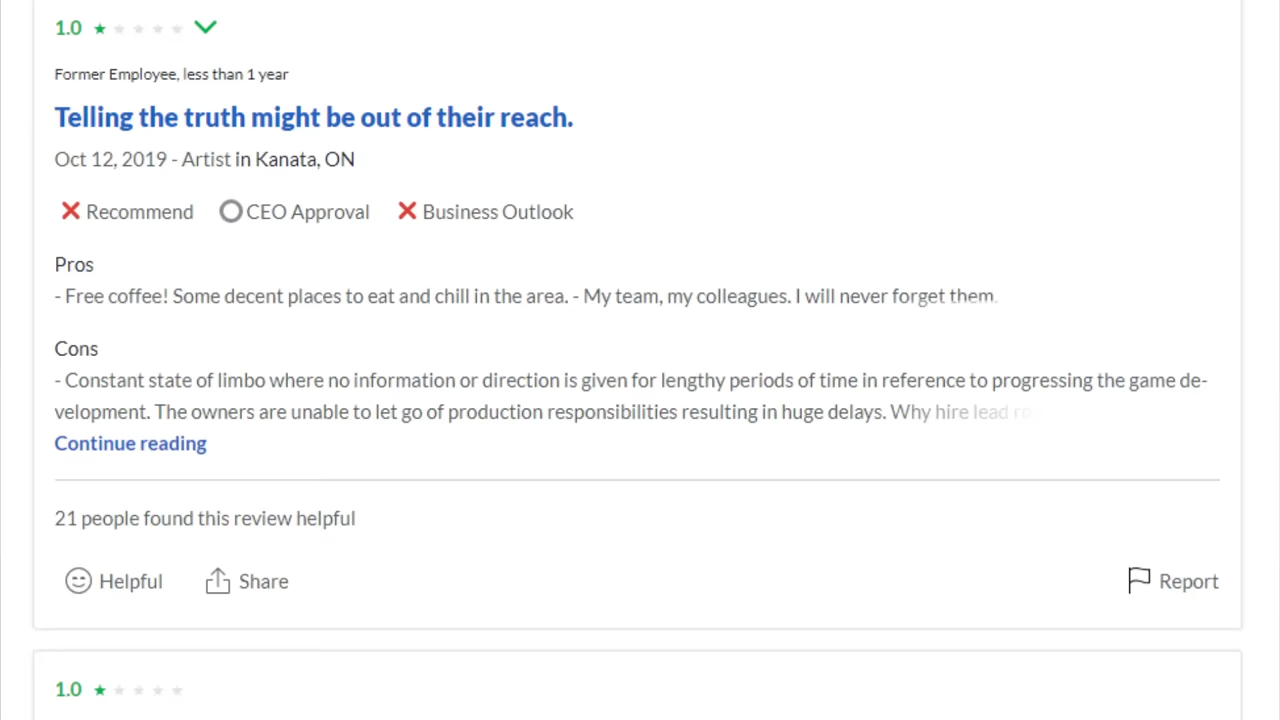 1.0
Former Employee, less than 1 year
Telling the truth might be out of their reach.
Oct 12, 2019 - Artist in Kanata, ON
Recommend CEO Approval Business Outlook
Pros
- Free coffee! Some decent places to eat and chill in the area. - My team, my colleagues. I will never forget them.
Cons
- Constant state of limbo where no information or direction is given for lengthy periods of time in reference to progressing the game de-
velopment. The owners are unable to let go of production responsibilities resulting in huge delays. Why hire lead
Continue reading
21 people found this review helpful
Helpful Share Report
1.0